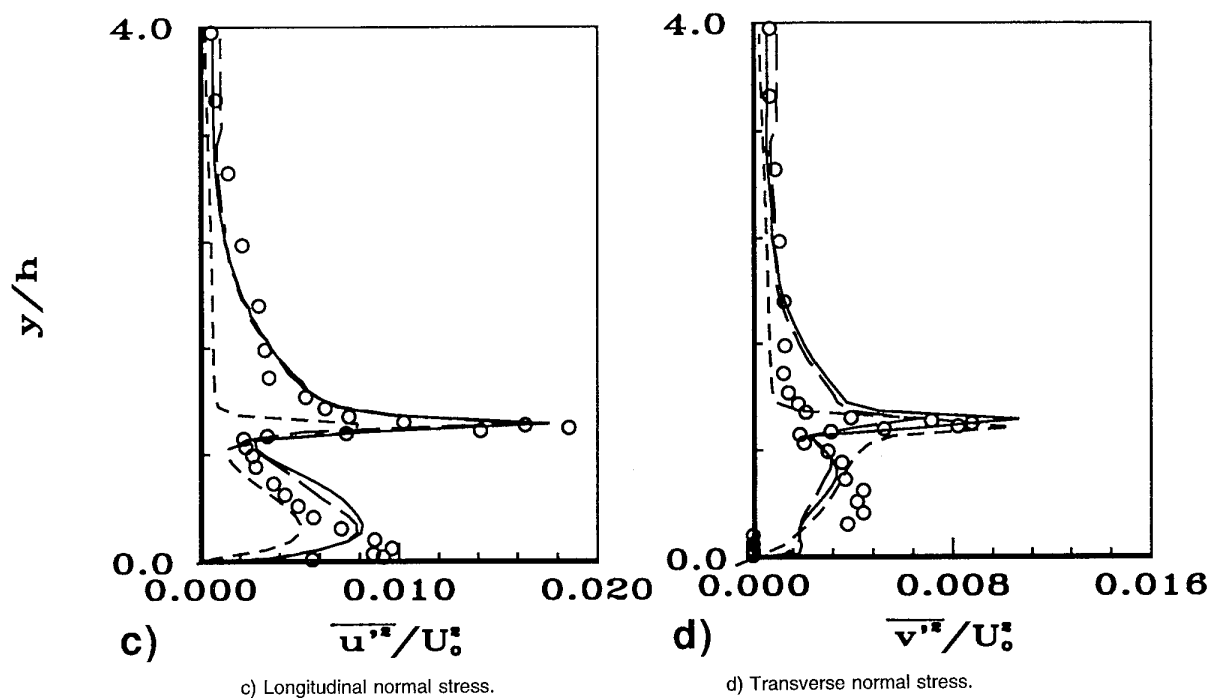 4.0
4.0
y/h
0.0
0.000 0.010 0.020
0.0
0.000 0.008 0.016
c) u'²/U₀²
d) v'²/U₀²
c) Longitudinal normal stress.
d) Transverse normal stress.